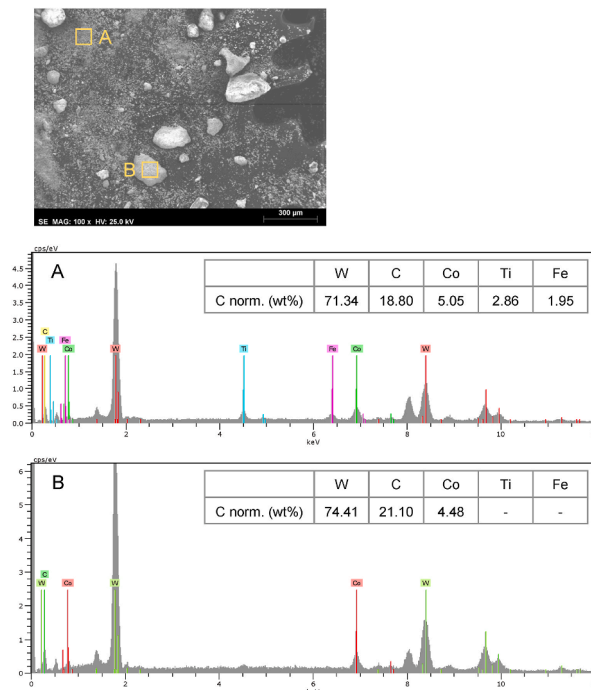 A
B
SE MAG: 100 x HV: 25.0 kV
300 µm
cps/eV
A
W C Co Ti Fe
C norm. (wt%) 71.34 18.80 5.05 2.86 1.95
4.5
4.0
3.5
3.0
2.5
2.0
1.5
1.0
0.5
0.0
C
Ti Fe
W Co W Ti Fe Co W
0 2 4 6 8 10
keV
cps/eV
B
W C Co Ti Fe
C norm. (wt%) 74.41 21.10 4.48 - -
6
5
4
3
2
1
0
C
W Co W Co W
0 2 4 6 8 10
keV